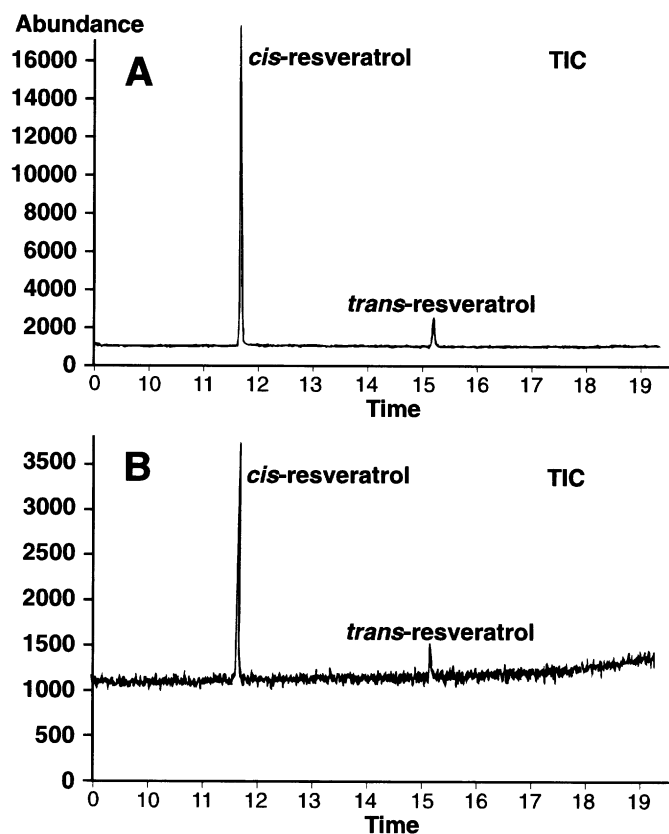 Abundance
16000
A
cis-resveratrol
TIC
14000
12000
10000
8000
6000
4000
trans-resveratrol
2000
0
0 10 11 12 13 14 15 16 17 18 19
Time
3500
B
cis-resveratrol
TIC
3000
2500
2000
trans-resveratrol
1500
1000
500
0
0 10 11 12 13 14 15 16 17 18 19
Time